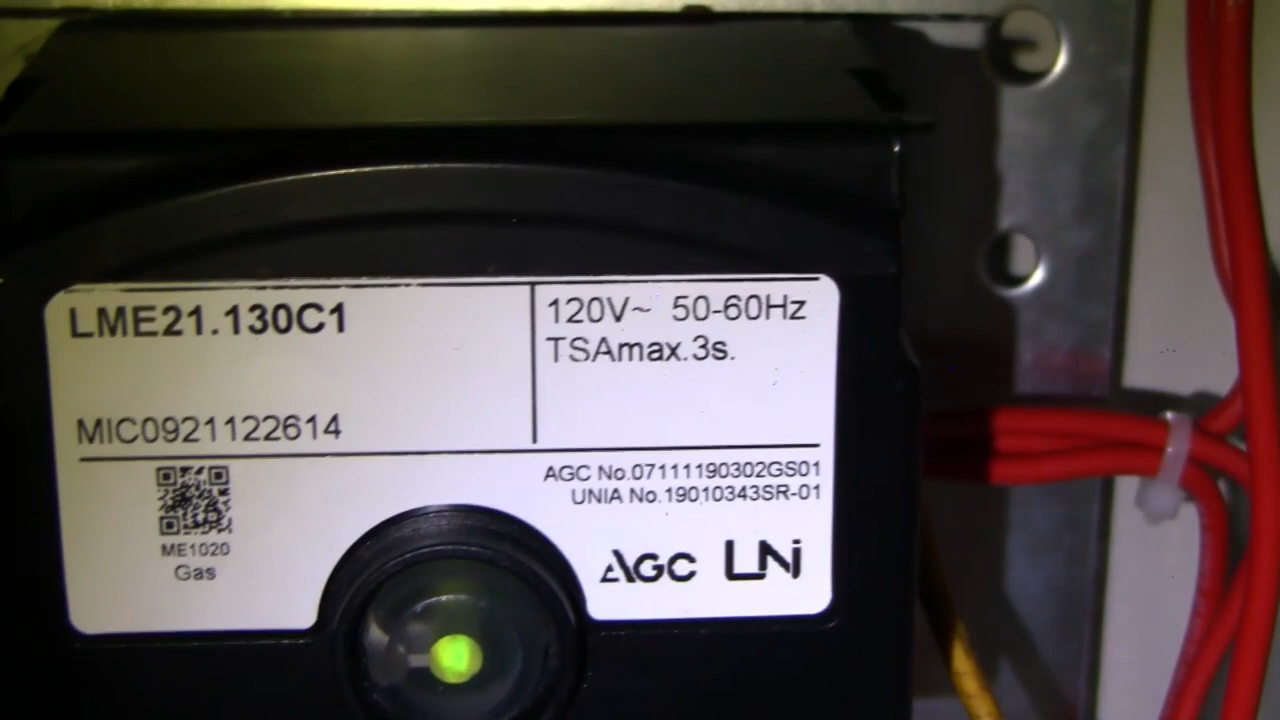 LME21.130C1
120V~ 50-60Hz
TSAmax.3s.
MIC0921122614
AGC No.07111190302GS01
UNIA No.19010343SR-01
ME1020
Gas
AGC LNi